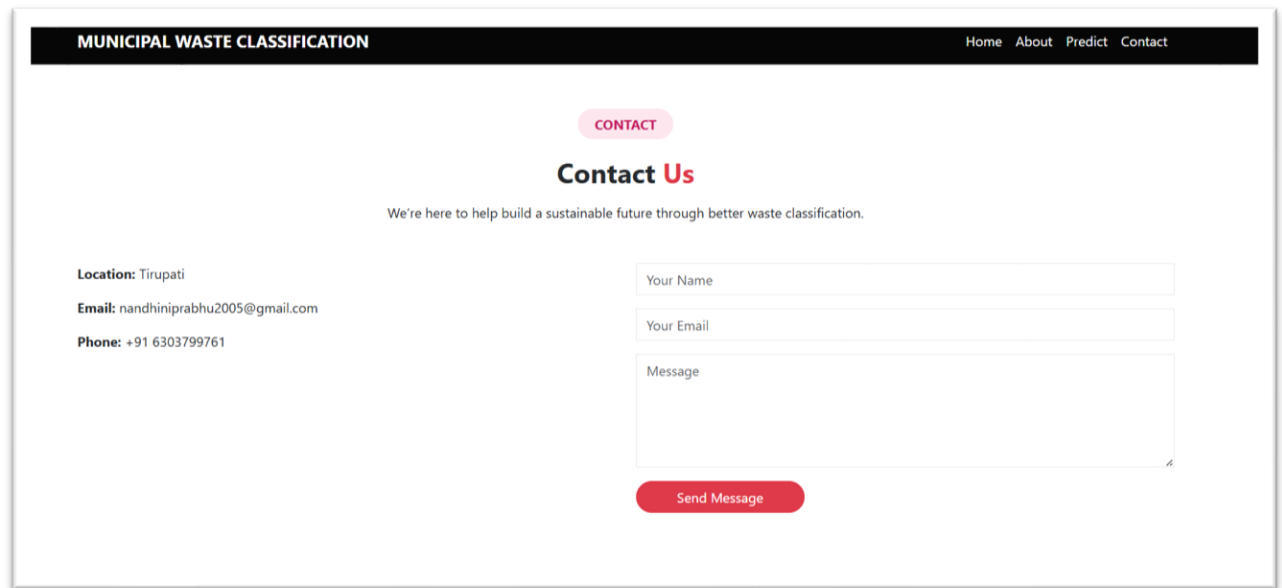 MUNICIPAL WASTE CLASSIFICATION
Home About Predict Contact
CONTACT
Contact Us
We're here to help build a sustainable future through better waste classification.
Location: Tirupati
Email: nandhiniprabhu2005@gmail.com
Phone: +91 6303799761
Your Name
Your Email
Message
Send Message